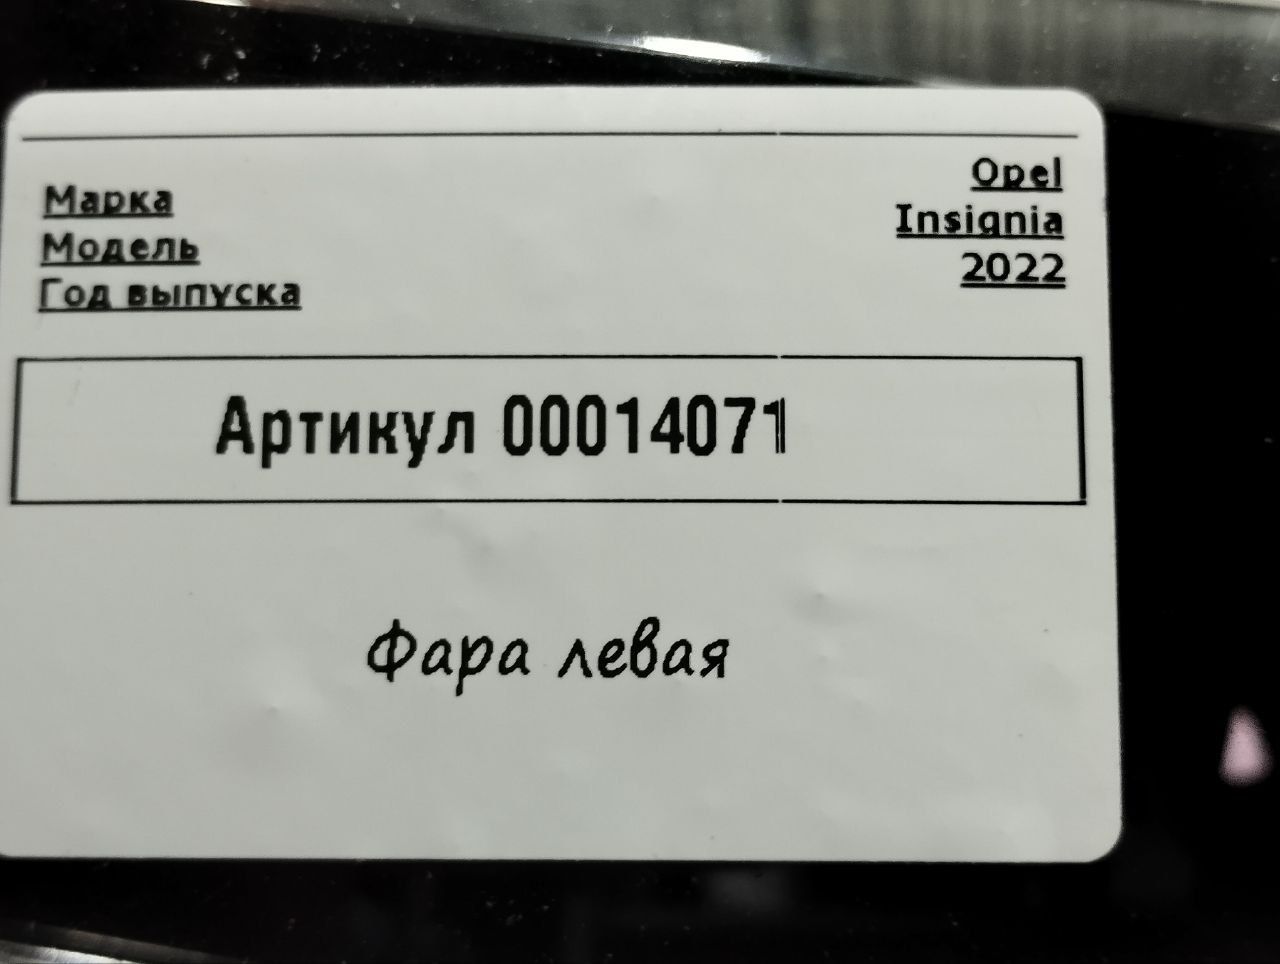 Марка Opel
Модель Insignia
Год выпуска 2022
Артикул 00014071
Фара левая